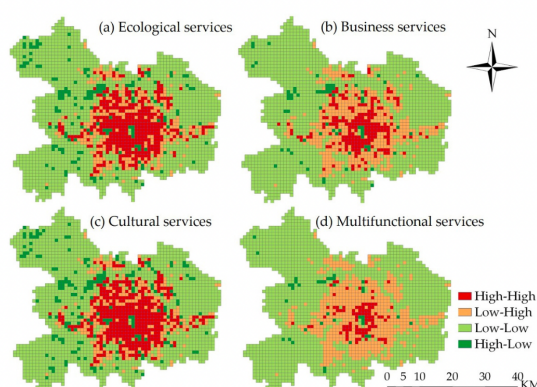 (a) Ecological services
(b) Business services
N
(c) Cultural services
(d) Multifunctional services
High-High
Low-High
Low-Low
High-Low
0 5 10 20 30 40
KM